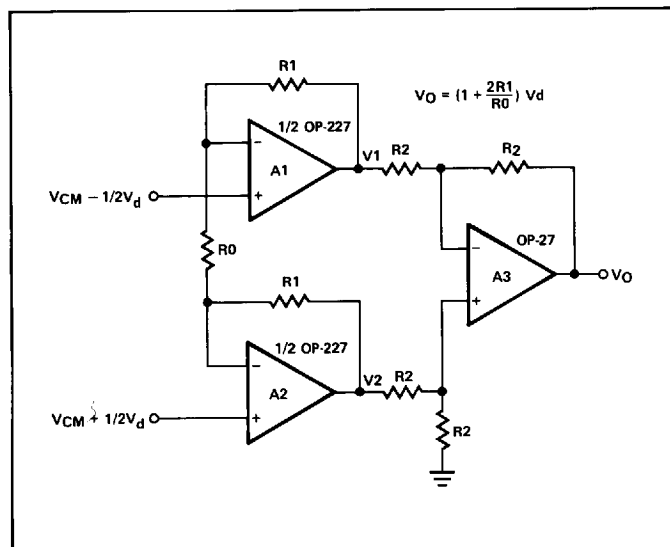 R1
V_O = (1 + 2R1/R0) Vd
1/2 OP-227
V1
R2
R2
−
A1
+
V_CM − 1/2V_d
OP-27
R0
−
A3
+
V_O
R1
1/2 OP-227
−
A2
+
V2
R2
V_CM + 1/2V_d
R2